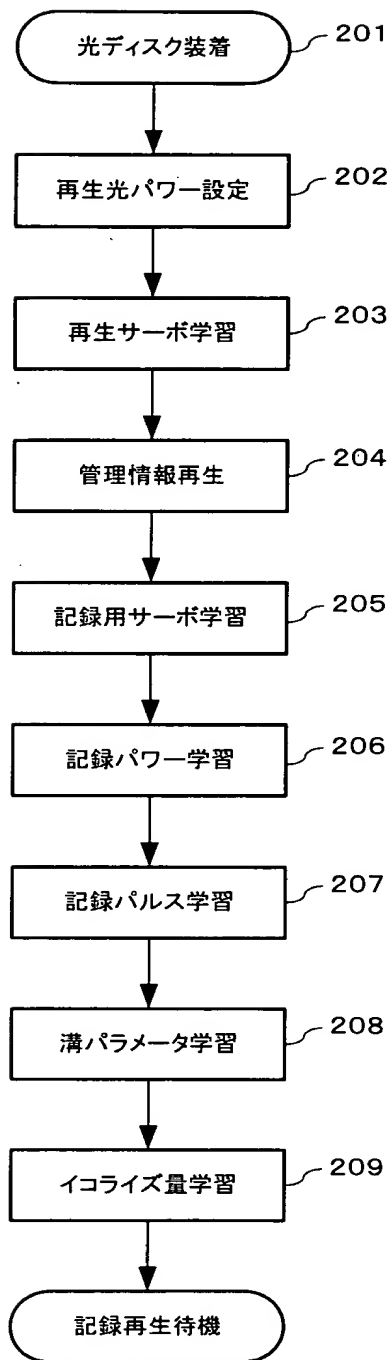 光ディスク装着 201
再生光パワー設定 202
再生サーボ学習 203
管理情報再生 204
記録用サーボ学習 205
記録パワー学習 206
記録パルス学習 207
溝パラメータ学習 208
イコライズ量学習 209
記録再生待機